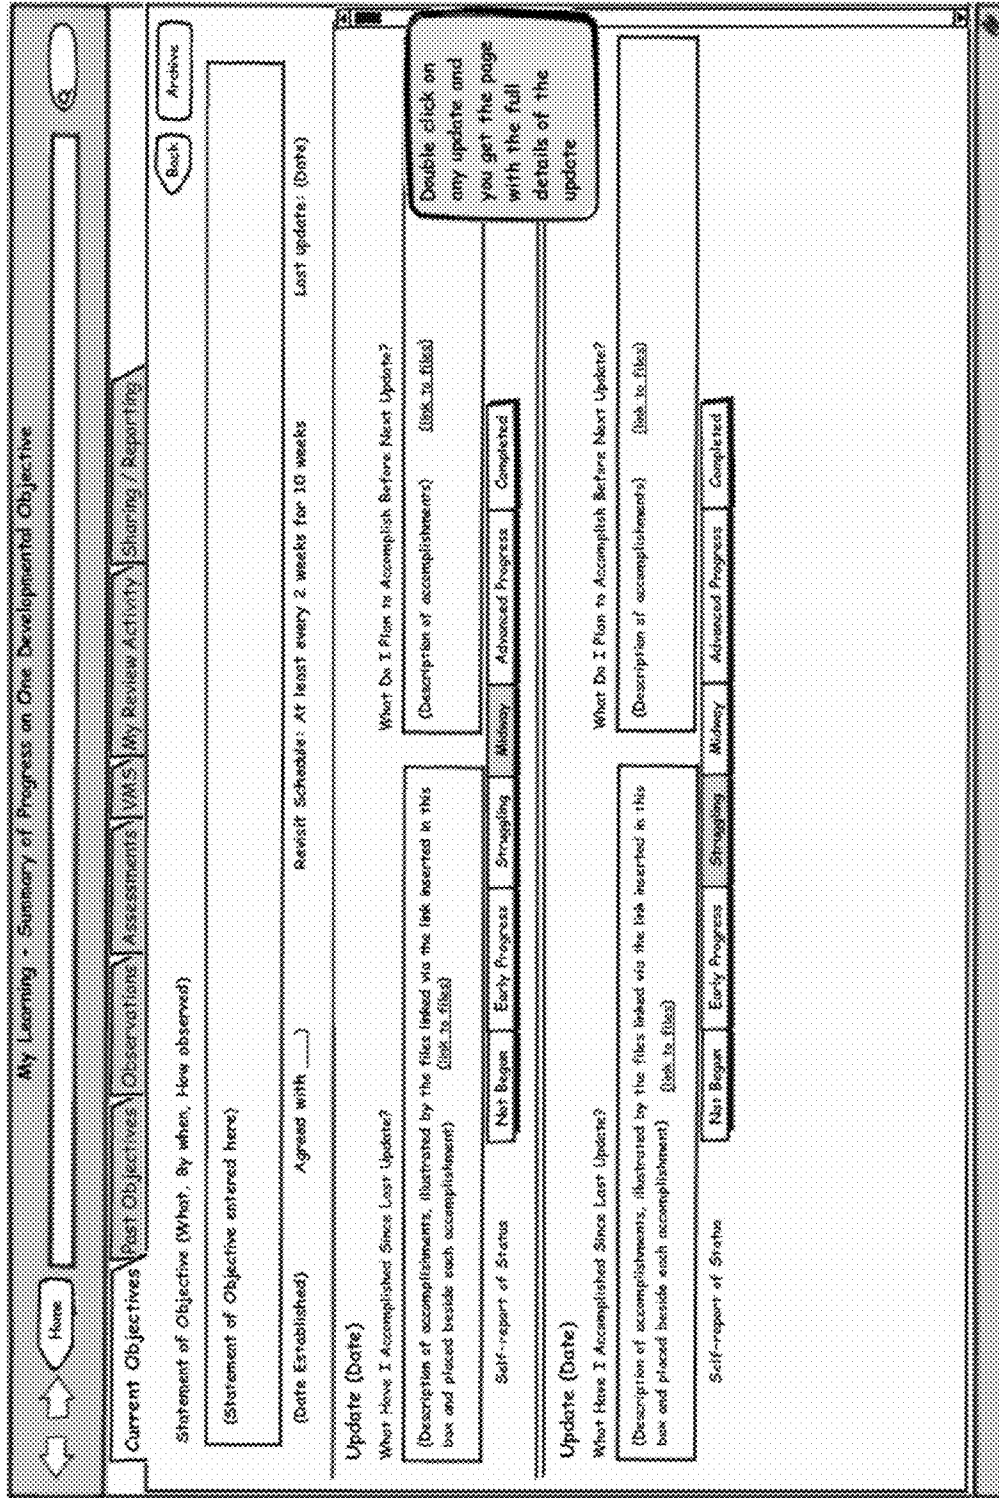 My Learning - Summary of Progress on One Developmental Objective
Home
Current Objectives
Past Objectives
Observations
Assessments
VMS
My Review Activity
Sharing / Reporting
Statement of Objective (What, By when, How observed)
Back
Archive
(Statement of Objective entered here)
(Date Established)
Agreed with ___)
Revisit Schedule: At least every 2 weeks for 10 weeks
Last update: (Date)
Update (Date)
What Have I Accomplished Since Last Update?
What Do I Plan to Accomplish Before Next Update?
(Description of accomplishments, illustrated by the files linked via the link inserted in this
box and placed beside each accomplishment)
(link to files)
(Description of accomplishments)
(link to files)
Double click on
any update and
you get the page
with the full
details of the
update
Self-report of Status
Not Began
Early Progress
Struggling
Midway
Advanced Progress
Completed
Update (Date)
What Have I Accomplished Since Last Update?
What Do I Plan to Accomplish Before Next Update?
(Description of accomplishments, illustrated by the files linked via the link inserted in this
box and placed beside each accomplishment)
(link to files)
(Description of accomplishments)
(link to files)
Self-report of Status
Not Began
Early Progress
Struggling
Midway
Advanced Progress
Completed